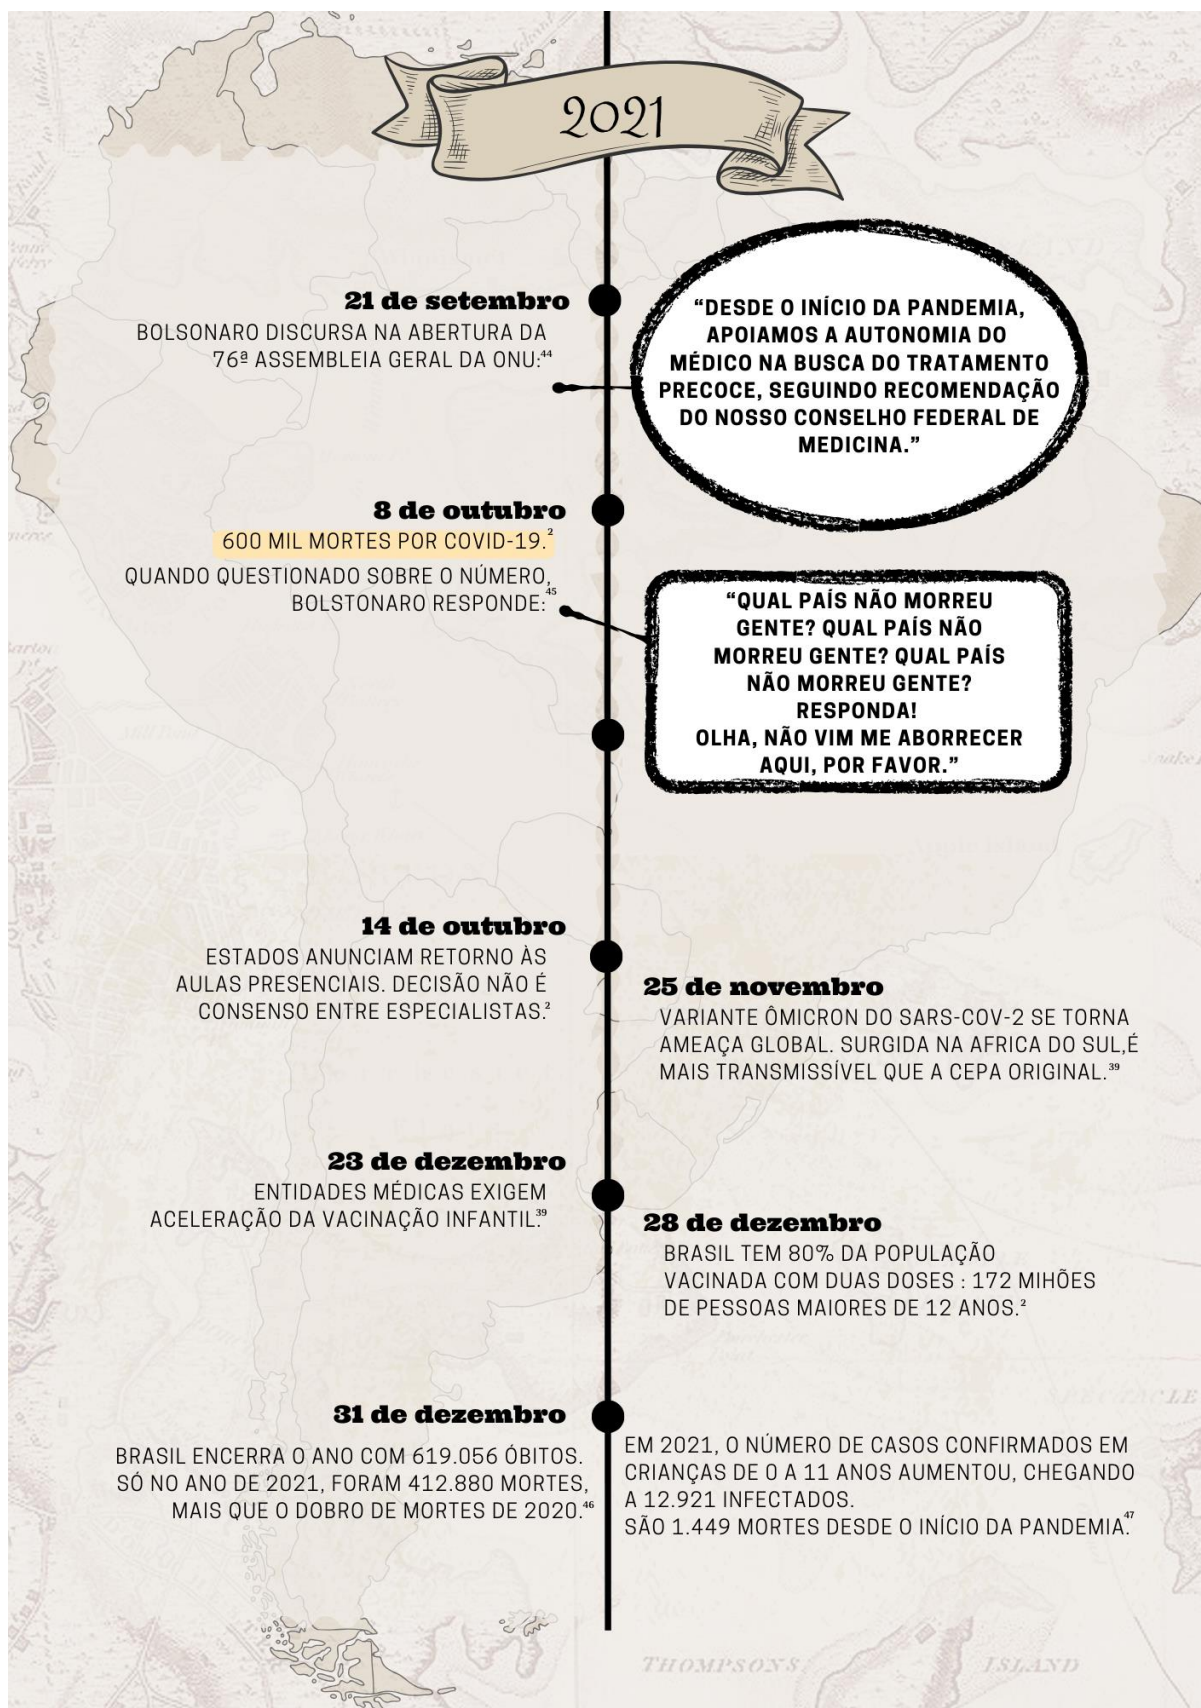 2021
21 de setembro
BOLSONARO DISCURSA NA ABERTURA DA
76ª ASSEMBLEIA GERAL DA ONU:⁴⁴
“DESDE O INÍCIO DA PANDEMIA,
APOIAMOS A AUTONOMIA DO
MÉDICO NA BUSCA DO TRATAMENTO
PRECOCE, SEGUINDO RECOMENDAÇÃO
DO NOSSO CONSELHO FEDERAL DE
MEDICINA.”
8 de outubro
600 MIL MORTES POR COVID-19.²
QUANDO QUESTIONADO SOBRE O NÚMERO,
BOLSTONARO RESPONDE:⁴⁵
“QUAL PAÍS NÃO MORREU
GENTE? QUAL PAÍS NÃO
MORREU GENTE? QUAL PAÍS
NÃO MORREU GENTE?
RESPONDA!
OLHA, NÃO VIM ME ABORRECER
AQUI, POR FAVOR.”
14 de outubro
ESTADOS ANUNCIAM RETORNO ÀS
AULAS PRESENCIAIS. DECISÃO NÃO É
CONSENSO ENTRE ESPECIALISTAS.²
25 de novembro
VARIANTE ÔMICRON DO SARS-COV-2 SE TORNA
AMEAÇA GLOBAL. SURGIDA NA AFRICA DO SUL,É
MAIS TRANSMISSÍVEL QUE A CEPA ORIGINAL.³⁹
23 de dezembro
ENTIDADES MÉDICAS EXIGEM
ACELERAÇÃO DA VACINAÇÃO INFANTIL.³⁹
28 de dezembro
BRASIL TEM 80% DA POPULAÇÃO
VACINADA COM DUAS DOSES : 172 MIHÕES
DE PESSOAS MAIORES DE 12 ANOS.²
31 de dezembro
BRASIL ENCERRA O ANO COM 619.056 ÓBITOS.
SÓ NO ANO DE 2021, FORAM 412.880 MORTES,
MAIS QUE O DOBRO DE MORTES DE 2020.⁴⁶
EM 2021, O NÚMERO DE CASOS CONFIRMADOS EM
CRIANÇAS DE 0 A 11 ANOS AUMENTOU, CHEGANDO
A 12.921 INFECTADOS.
SÃO 1.449 MORTES DESDE O INÍCIO DA PANDEMIA.⁴⁷
THOMPSONS ISLAND